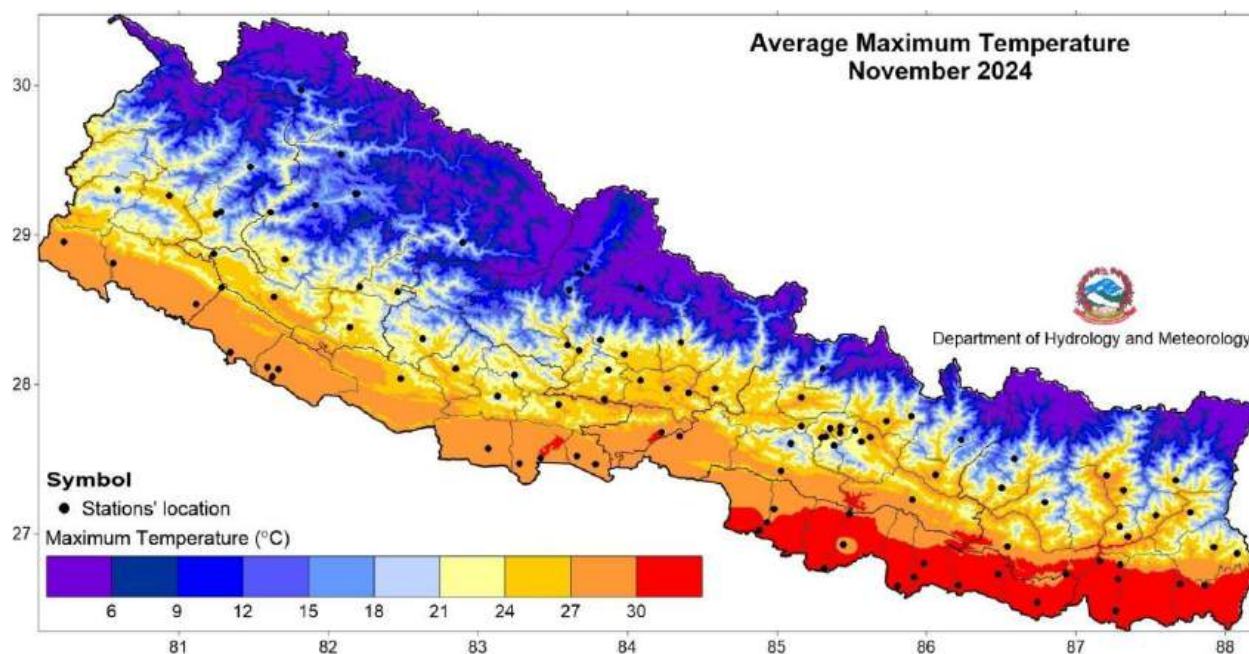 Average Maximum Temperature
November 2024
30
29
28
27
Department of Hydrology and Meteorology
Symbol
Stations' location
Maximum Temperature (°C)
6 9 12 15 18 21 24 27 30
81 82 83 84 85 86 87 88